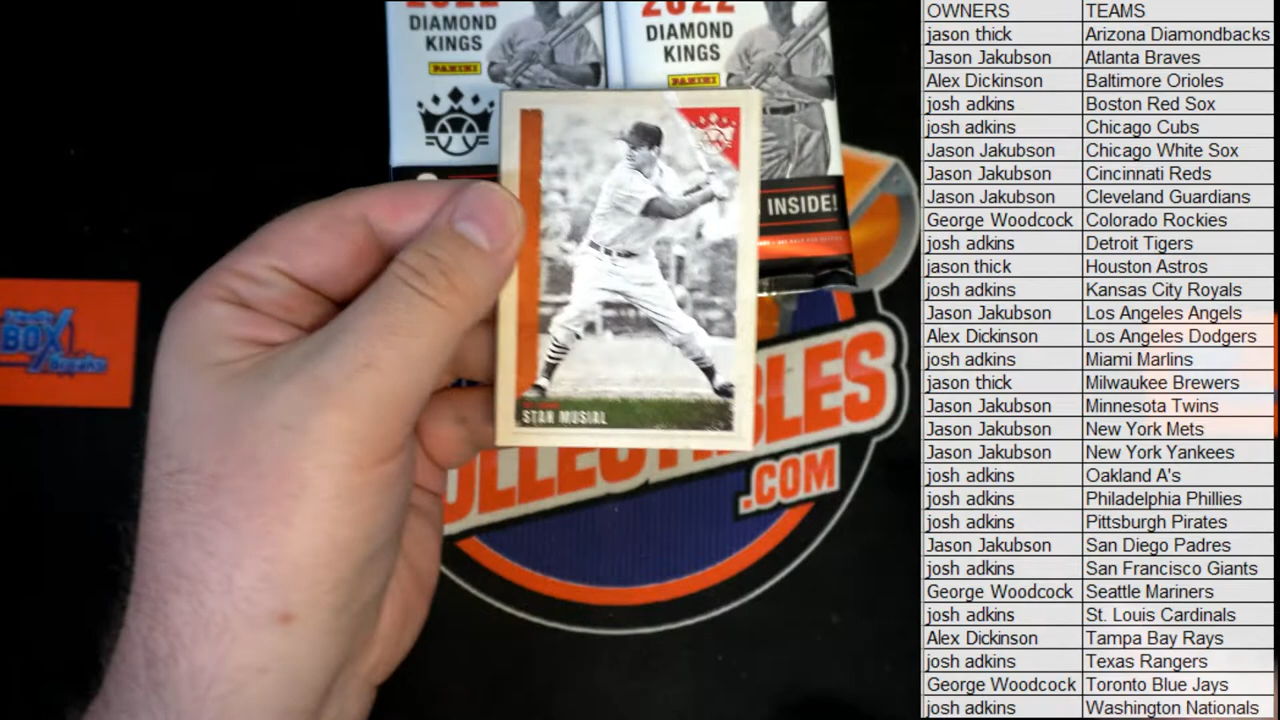 2022
DIAMOND
KINGS
PANINI
2022
DIAMOND
KINGS
PANINI
INSIDE!
STAN MUSIAL
BOX
Breaks
COLLECTIBLES
.COM
OWNERS TEAMS
jason thick Arizona Diamondbacks
Jason Jakubson Atlanta Braves
Alex Dickinson Baltimore Orioles
josh adkins Boston Red Sox
josh adkins Chicago Cubs
Jason Jakubson Chicago White Sox
Jason Jakubson Cincinnati Reds
Jason Jakubson Cleveland Guardians
George Woodcock Colorado Rockies
josh adkins Detroit Tigers
jason thick Houston Astros
josh adkins Kansas City Royals
Jason Jakubson Los Angeles Angels
Alex Dickinson Los Angeles Dodgers
josh adkins Miami Marlins
jason thick Milwaukee Brewers
Jason Jakubson Minnesota Twins
Jason Jakubson New York Mets
Jason Jakubson New York Yankees
josh adkins Oakland A's
josh adkins Philadelphia Phillies
josh adkins Pittsburgh Pirates
Jason Jakubson San Diego Padres
josh adkins San Francisco Giants
George Woodcock Seattle Mariners
josh adkins St. Louis Cardinals
Alex Dickinson Tampa Bay Rays
josh adkins Texas Rangers
George Woodcock Toronto Blue Jays
josh adkins Washington Nationals